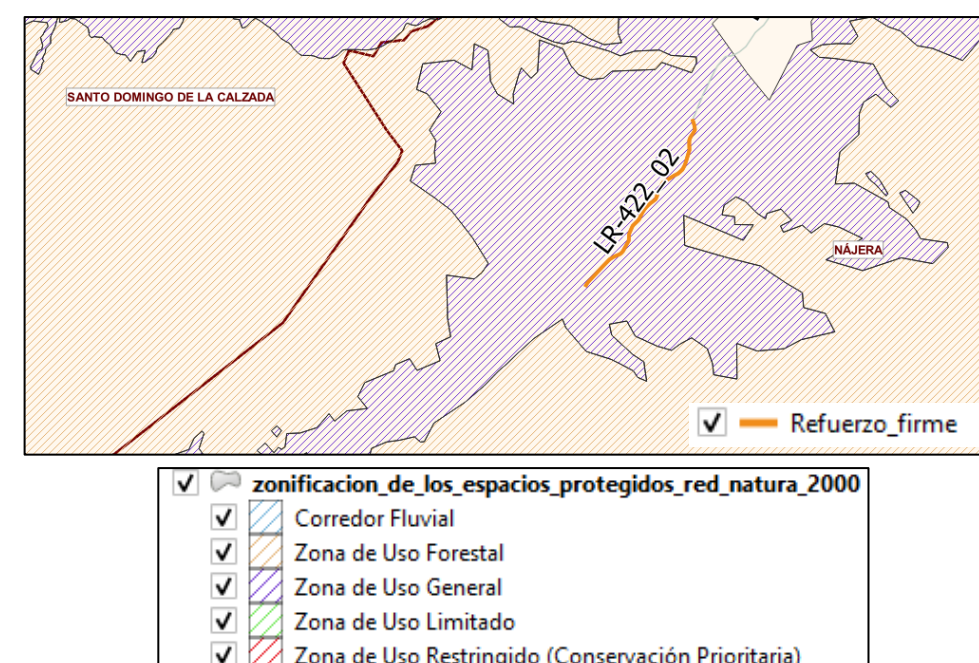 SANTO DOMINGO DE LA CALZADA
LR-422_02
NÁJERA
Refuerzo_firme
zonificacion_de_los_espacios_protegidos_red_natura_2000
Corredor Fluvial
Zona de Uso Forestal
Zona de Uso General
Zona de Uso Limitado
Zona de Uso Restringido (Conservación Prioritaria)